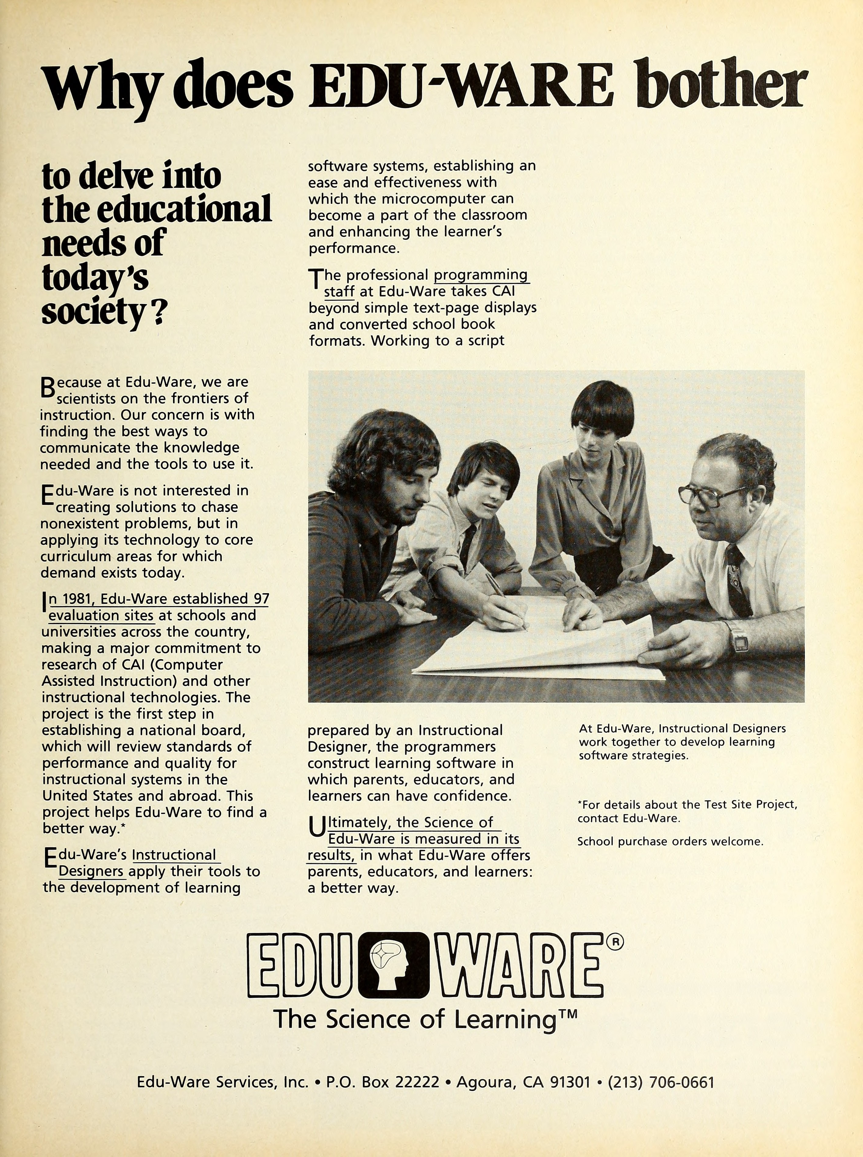 Why does EDU-WARE bother
to delve into
the educational
needs of
today's
society?
Because at Edu-Ware, we are
scientists on the frontiers of
instruction. Our concern is with
finding the best ways to
communicate the knowledge
needed and the tools to use it.
Edu-Ware is not interested in
creating solutions to chase
nonexistent problems, but in
applying its technology to core
curriculum areas for which
demand exists today.
In 1981, Edu-Ware established 97
evaluation sites at schools and
universities across the country,
making a major commitment to
research of CAI (Computer
Assisted Instruction) and other
instructional technologies. The
project is the first step in
establishing a national board,
which will review standards of
performance and quality for
instructional systems in the
United States and abroad. This
project helps Edu-Ware to find a
better way.*
Edu-Ware's Instructional
Designers apply their tools to
the development of learning
software systems, establishing an
ease and effectiveness with
which the microcomputer can
become a part of the classroom
and enhancing the learner's
performance.
The professional programming
staff at Edu-Ware takes CAI
beyond simple text-page displays
and converted school book
formats. Working to a script
prepared by an Instructional
Designer, the programmers
construct learning software in
which parents, educators, and
learners can have confidence.
Ultimately, the Science of
Edu-Ware is measured in its
results, in what Edu-Ware offers
parents, educators, and learners:
a better way.
At Edu-Ware, Instructional Designers
work together to develop learning
software strategies.
*For details about the Test Site Project,
contact Edu-Ware.
School purchase orders welcome.
EDU WARE®
The Science of Learning™
Edu-Ware Services, Inc. • P.O. Box 22222 • Agoura, CA 91301 • (213) 706-0661